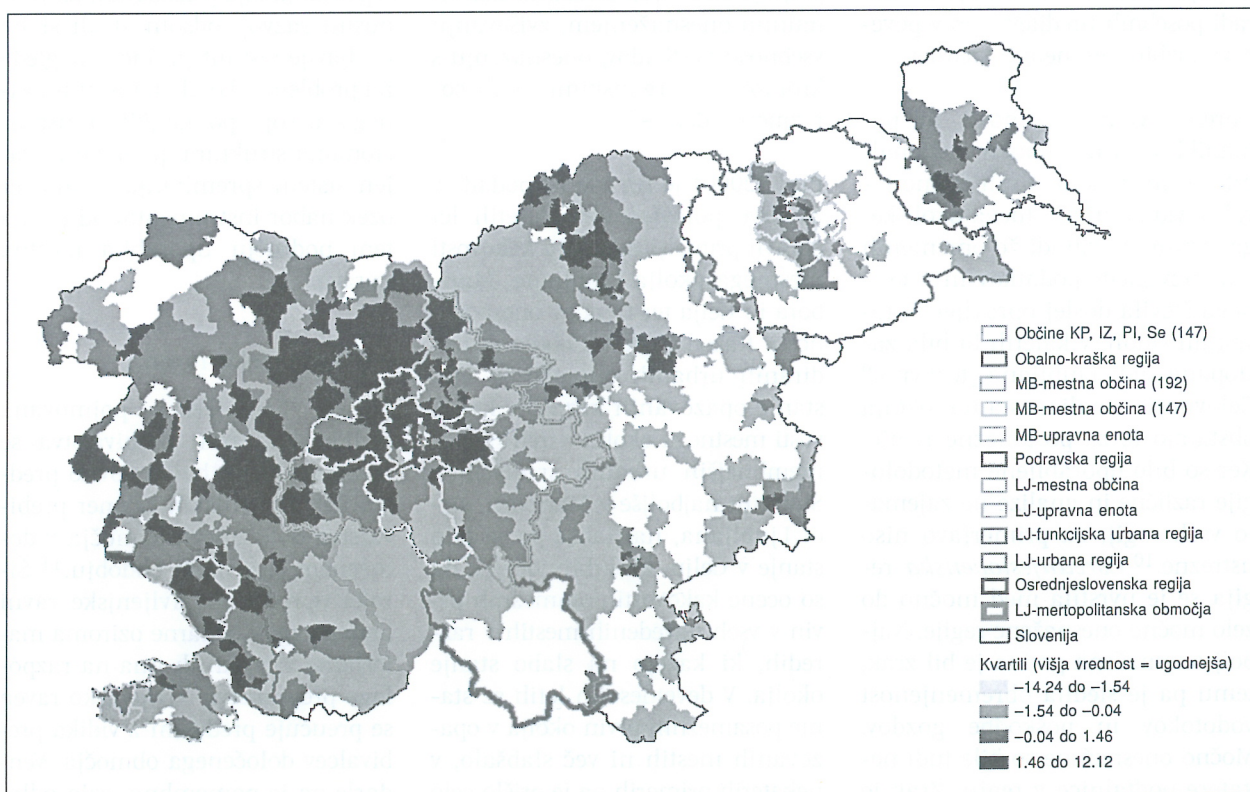 Občine KP, IZ, PI, Se (147)
Obalno-kraška regija
MB-mestna občina (192)
MB-mestna občina (147)
MB-upravna enota
Podravska regija
LJ-mestna občina
LJ-upravna enota
LJ-funkcijska urbana regija
LJ-urbana regija
Osrednjeslovenska regija
LJ-mertopolitanska območja
Slovenija
Kvartili (višja vrednost = ugodnejša)
–14.24 do –1.54
–1.54 do –0.04
–0.04 do 1.46
1.46 do 12.12